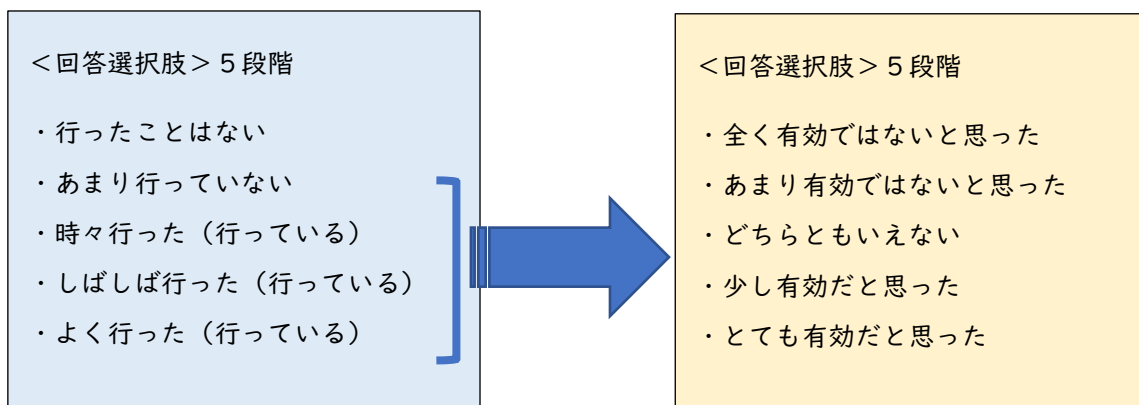 ＜回答選択肢＞５段階
・行ったことはない
・あまり行っていない
・時々行った（行っている）
・しばしば行った（行っている）
・よく行った（行っている）
＜回答選択肢＞５段階
・全く有効ではないと思った
・あまり有効ではないと思った
・どちらともいえない
・少し有効だと思った
・とても有効だと思った